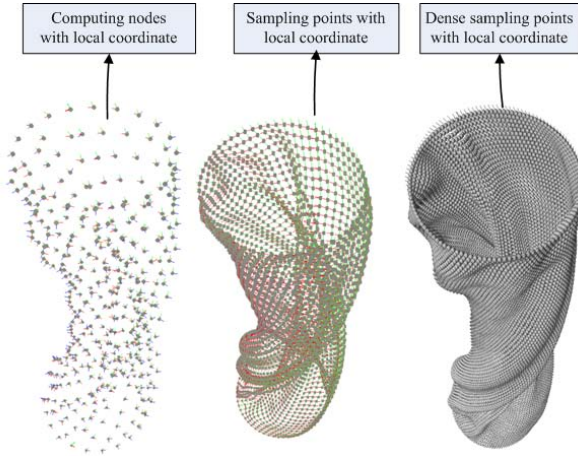 Computing nodes
with local coordinate
Sampling points with
local coordinate
Dense sampling points
with local coordinate